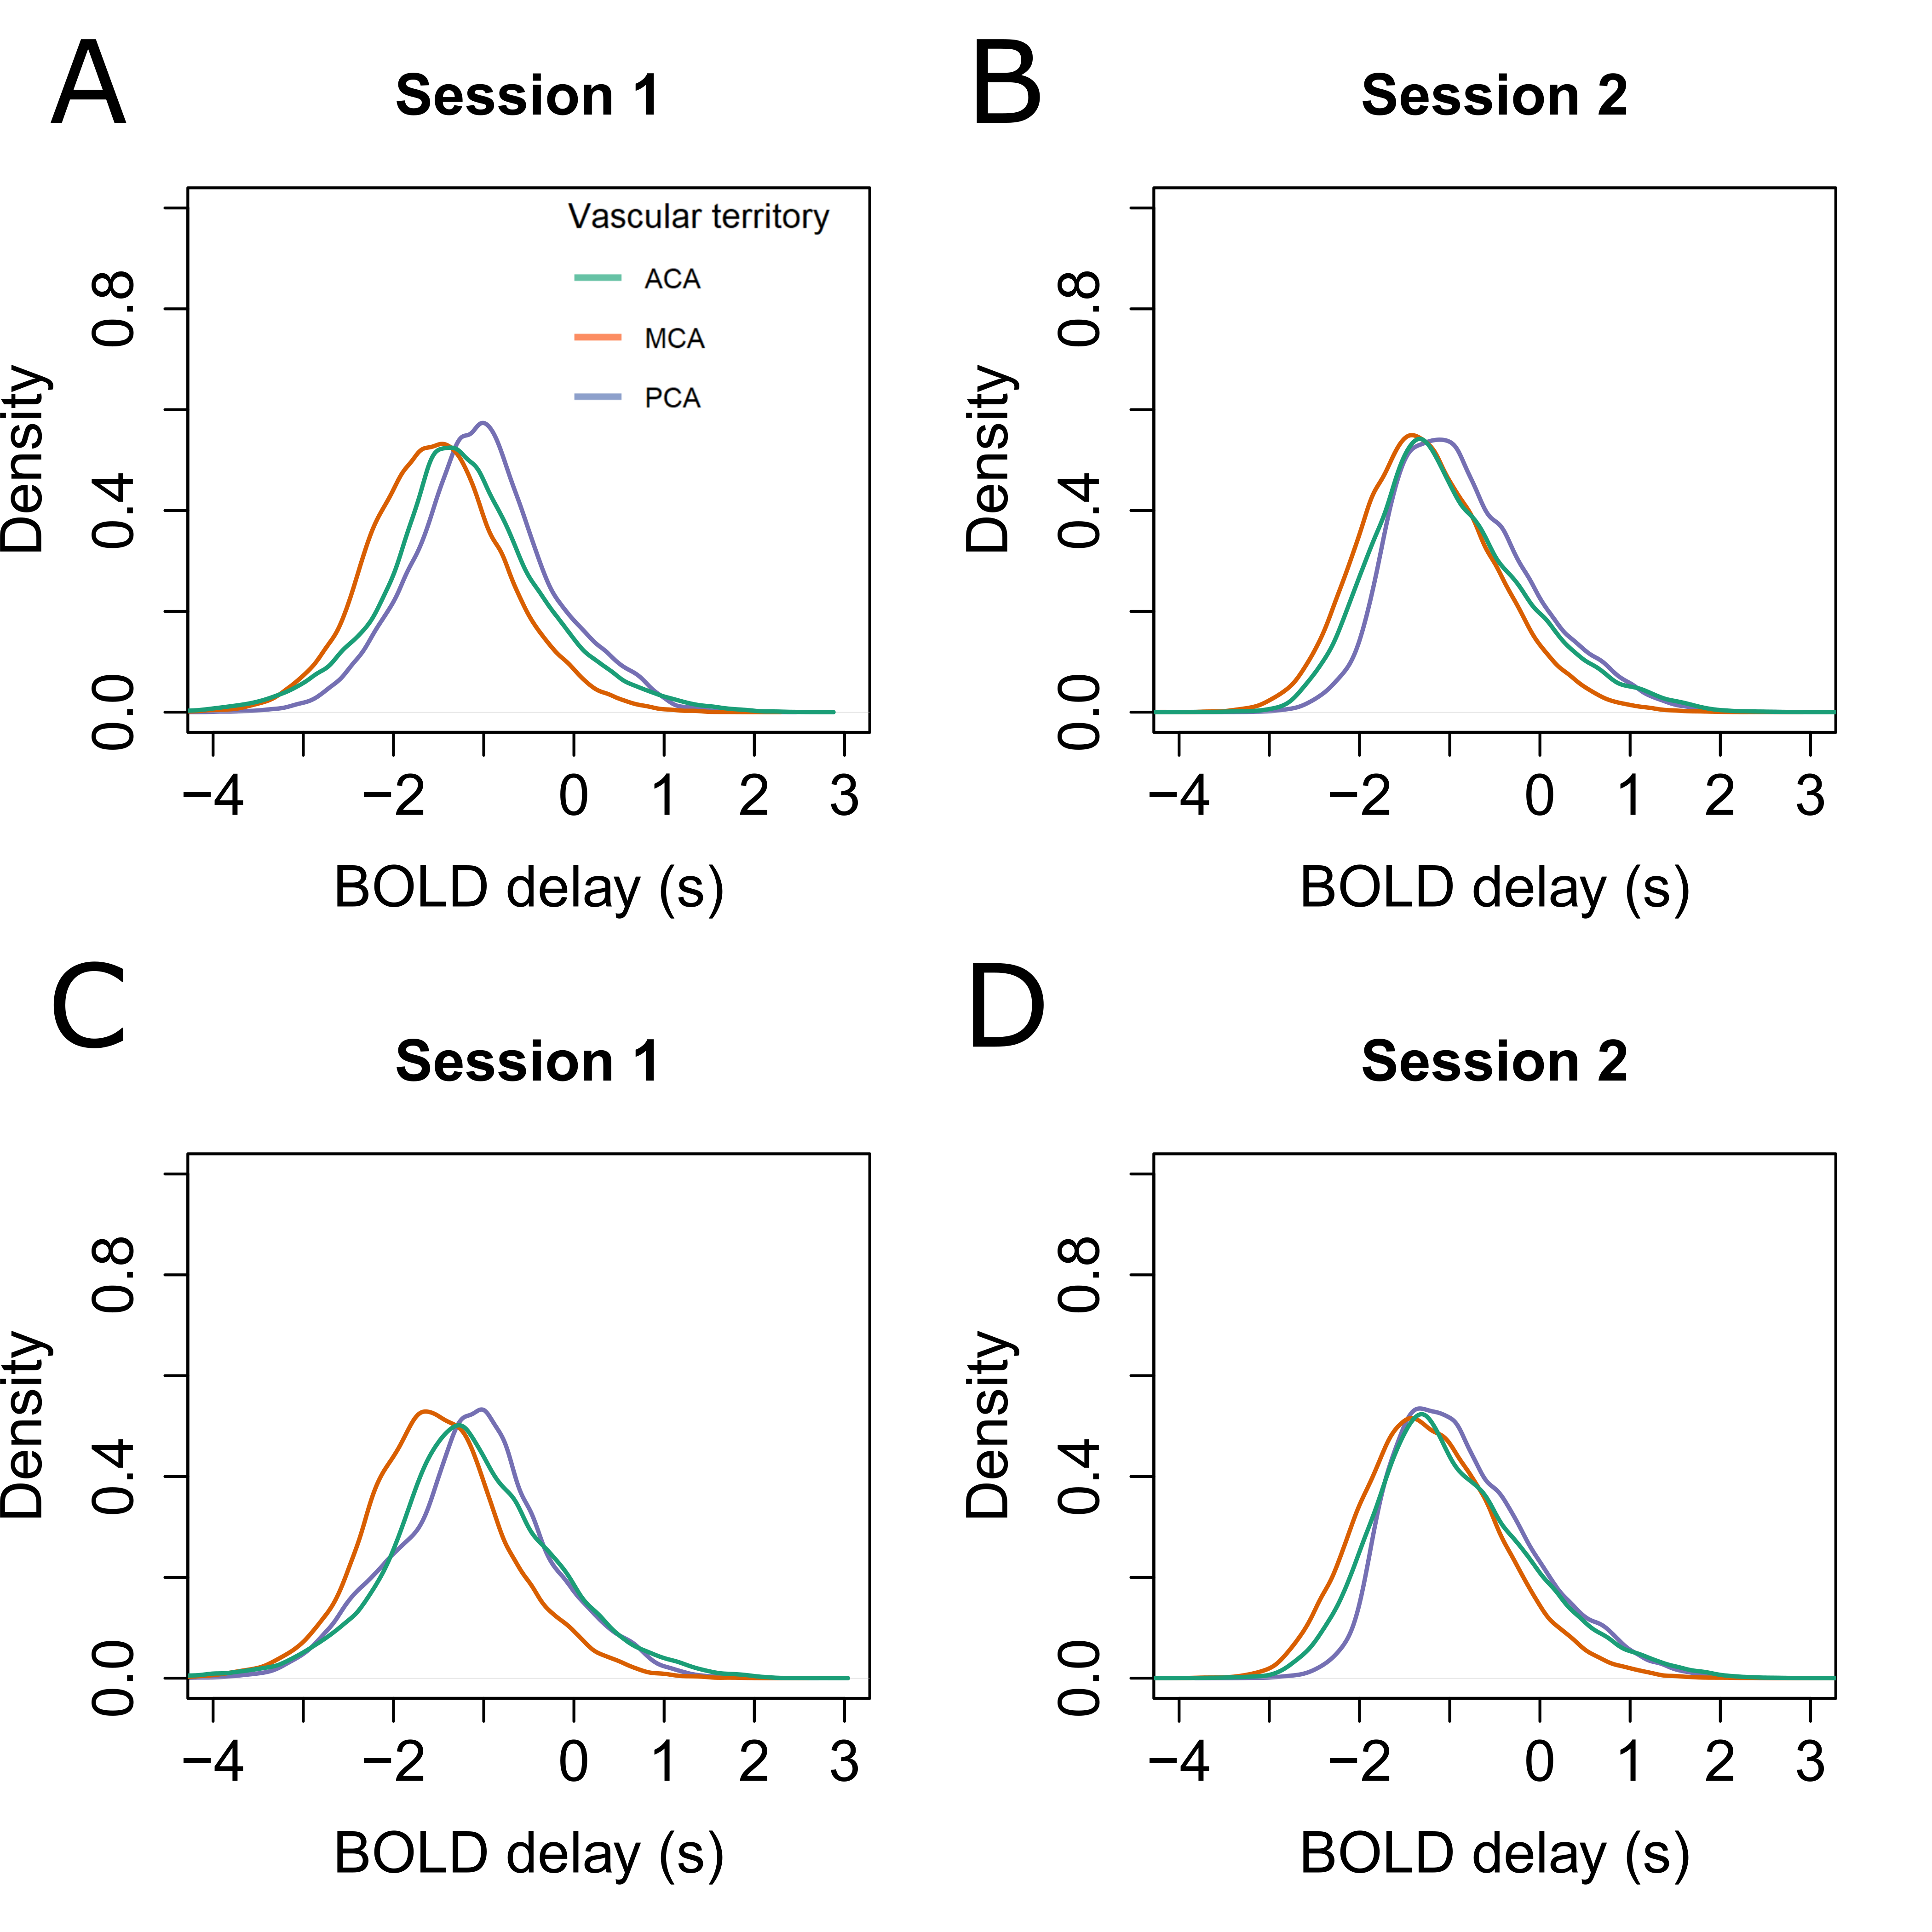 A
Session 1
Density
0.0 0.4 0.8
Vascular territory
ACA
MCA
PCA
−4 −2 0 1 2 3
BOLD delay (s)
B
Session 2
Density
0.0 0.4 0.8
−4 −2 0 1 2 3
BOLD delay (s)
C
Session 1
Density
0.0 0.4 0.8
−4 −2 0 1 2 3
BOLD delay (s)
D
Session 2
Density
0.0 0.4 0.8
−4 −2 0 1 2 3
BOLD delay (s)